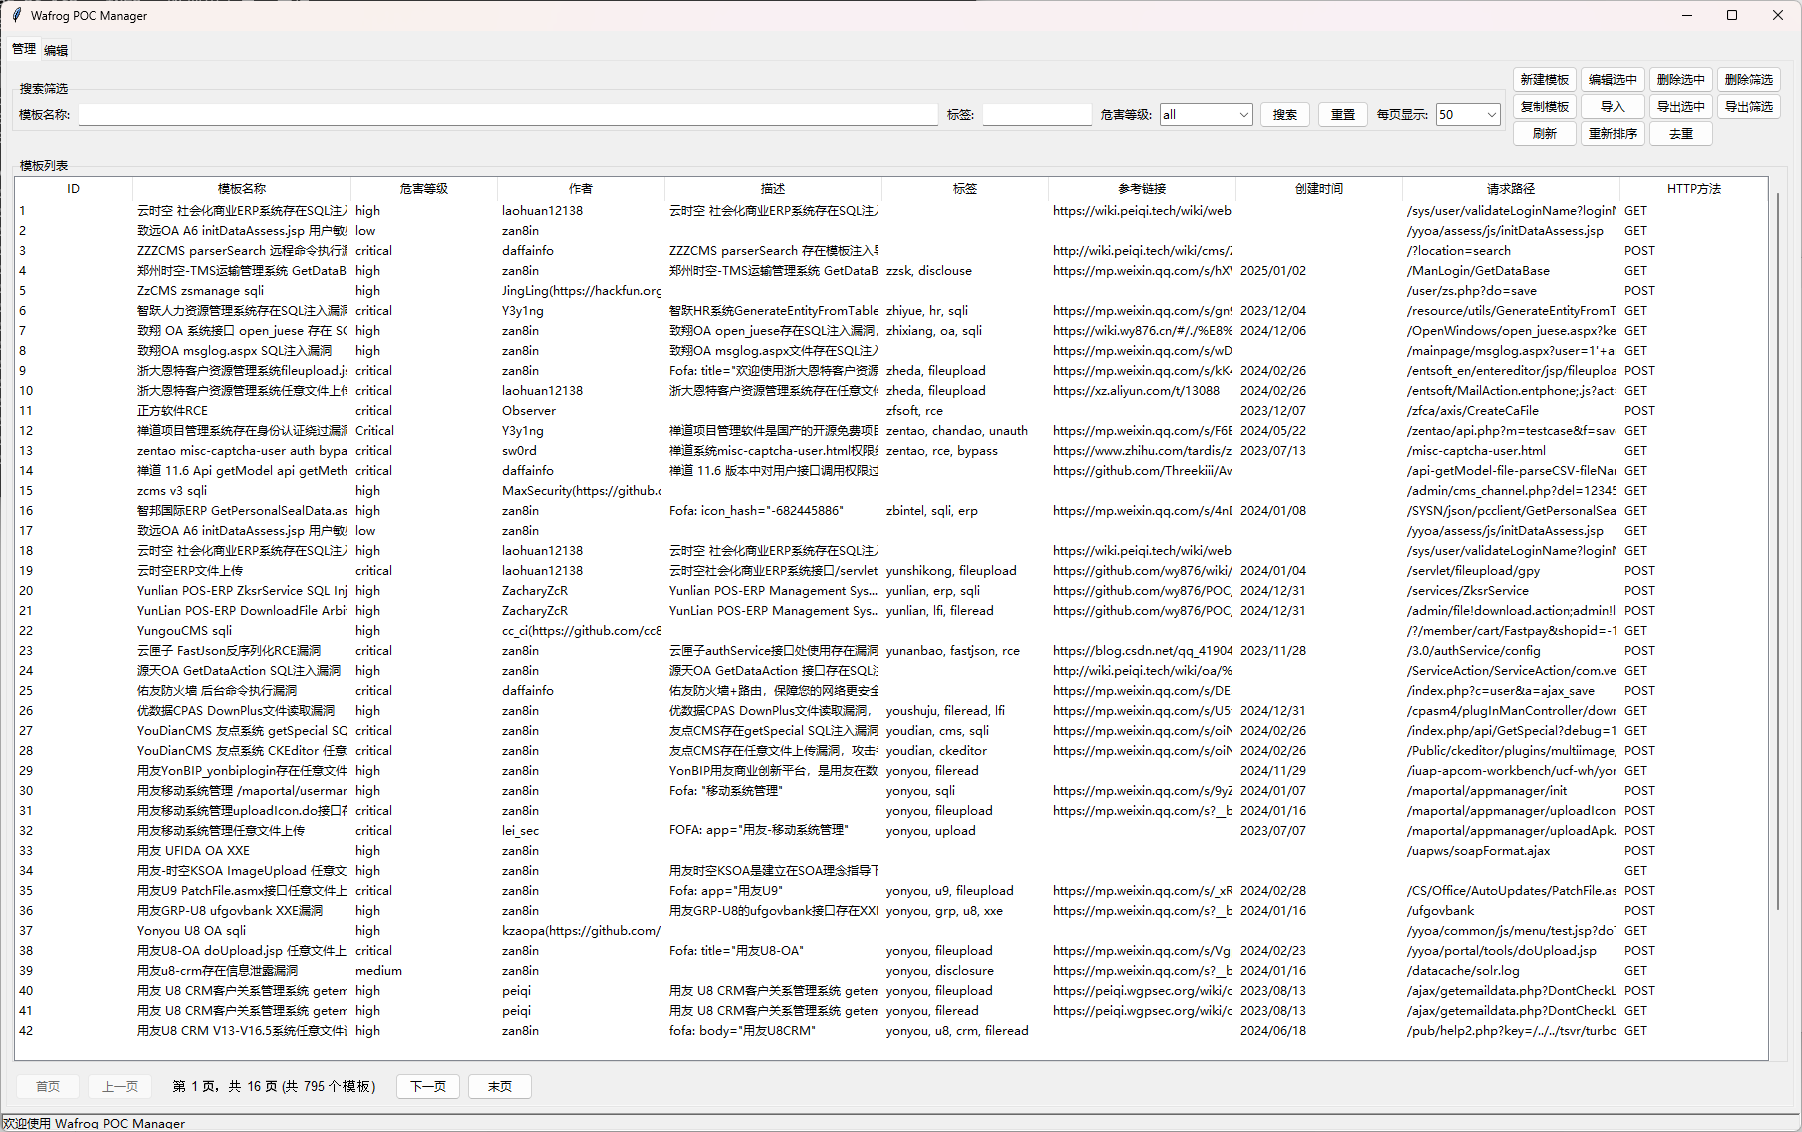 Wafrog POC Manager
管理 编辑
搜索筛选
模板名称: 标签: 危害等级: all 搜索 重置 每页显示: 50
新建模板 编辑选中 删除选中 删除筛选
复制模板 导入 导出选中 导出筛选
刷新 重新排序 去重
模板列表
ID 模板名称 危害等级 作者 描述 标签 参考链接 创建时间 请求路径 HTTP方法
1 云时空 社会化商业ERP系统存在SQL注 high laohuan12138 云时空 社会化商业ERP系统存在SQL注 https://wiki.peiqi.tech/wiki/web /sys/user/validateLoginName?login GET
2 致远OA A6 initDataAssess.jsp 用户敏 low zan8in /yyoa/assess/js/initDataAssess.jsp GET
3 ZZZCMS parserSearch 远程命令执行 critical daffainfo ZZZCMS parserSearch 存在模板注入 http://wiki.peiqi.tech/wiki/cms/ /?location=search POST
4 郑州时空-TMS运输管理系统 GetDataB high zan8in 郑州时空-TMS运输管理系统 GetDataB zzsk, disclouse https://mp.weixin.qq.com/s/hX 2025/01/02 /ManLogin/GetDataBase GET
5 ZzCMS zsmanage sqli high JingLing(https://hackfun.org /user/zs.php?do=save POST
6 智跃人力资源管理系统存在SQL注入漏 critical Y3y1ng 智跃HR系统GenerateEntityFromTable zhiyue, hr, sqli https://mp.weixin.qq.com/s/gn 2023/12/04 /resource/utils/GenerateEntityFromT GET
7 致翔 OA 系统接口 open_juese 存在 S high zan8in 致翔OA open_juese存在SQL注入漏洞, zhixiang, oa, sqli https://wiki.wy876.cn/#/./%E8% 2024/12/06 /OpenWindows/open_juese.aspx?ke GET
8 致翔OA msglog.aspx SQL注入漏洞 high zan8in 致翔OA msglog.aspx文件存在SQL注 https://mp.weixin.qq.com/s/wD /mainpage/msglog.aspx?user=1'+a GET
9 浙大恩特客户资源管理系统fileupload.j critical zan8in Fofa: title="欢迎使用浙大恩特客户资源 zheda, fileupload https://mp.weixin.qq.com/s/kK 2024/02/26 /entsoft_en/entereditor/jsp/fileuploa POST
10 浙大恩特客户资源管理系统任意文件上 critical laohuan12138 浙大恩特客户资源管理系统存在任意文 zheda, fileupload https://xz.aliyun.com/t/13088 2024/02/26 /entsoft/MailAction.entphone;.js?act POST
11 正方软件RCE critical Observer zfsoft, rce 2023/12/07 /zfca/axis/CreateCaFile POST
12 禅道项目管理系统存在身份认证绕过漏 Critical Y3y1ng 禅道项目管理软件是国产的开源免费项 zentao, chandao, unauth https://mp.weixin.qq.com/s/F6 2024/05/22 /zentao/api.php?m=testcase&f=sav GET
13 zentao misc-captcha-user auth bypa critical sw0rd 禅道系统misc-captcha-user.html权限 zentao, rce, bypass https://www.zhihu.com/tardis/z 2023/07/13 /misc-captcha-user.html GET
14 禅道 11.6 Api getModel api getMeth critical daffainfo 禅道 11.6 版本中对用户接口调用权限过 https://github.com/Threekiii/A /api-getModel-file-parseCSV-fileNa GET
15 zcms v3 sqli high MaxSecurity(https://github. /admin/cms_channel.php?del=12345 GET
16 智邦国际ERP GetPersonalSealData.as high zan8in Fofa: icon_hash="-682445886" zbintel, sqli, erp https://mp.weixin.qq.com/s/4n 2024/01/08 /SYSN/json/pcclient/GetPersonalSea GET
17 致远OA A6 initDataAssess.jsp 用户敏 low zan8in /yyoa/assess/js/initDataAssess.jsp GET
18 云时空 社会化商业ERP系统存在SQL注 high laohuan12138 云时空 社会化商业ERP系统存在SQL注 https://wiki.peiqi.tech/wiki/web /sys/user/validateLoginName?login GET
19 云时空ERP文件上传 critical laohuan12138 云时空社会化商业ERP系统接口/servlet yunshikong, fileupload https://github.com/wy876/wiki/ 2024/01/04 /servlet/fileupload/gpy POST
20 Yunlian POS-ERP ZksrService SQL Inj high ZacharyZcR Yunlian POS-ERP Management Sys... yunlian, erp, sqli https://github.com/wy876/POC 2024/12/31 /services/ZksrService POST
21 YunLian POS-ERP DownloadFile Arbi high ZacharyZcR YunLian POS-ERP Management Sys... yunlian, lfi, fileread https://github.com/wy876/POC 2024/12/31 /admin/file!download.action;admin!l POST
22 YungouCMS sqli high cc_ci(https://github.com/cc8 /?/member/cart/Fastpay&shopid=-1 GET
23 云匣子 FastJson反序列化RCE漏洞 critical zan8in 云匣子authService接口处使用存在漏洞 yunanbao, fastjson, rce https://blog.csdn.net/qq_41904 2023/11/28 /3.0/authService/config POST
24 源天OA GetDataAction SQL注入漏洞 high zan8in 源天OA GetDataAction 接口存在SQL http://wiki.peiqi.tech/wiki/oa/% /ServiceAction/ServiceAction/com.ve GET
25 佑友防火墙 后台命令执行漏洞 critical daffainfo 佑友防火墙+路由，保障您的网络更安全 https://mp.weixin.qq.com/s/DE /index.php?c=user&a=ajax_save POST
26 优数据CPAS DownPlus文件读取漏洞 high zan8in 优数据CPAS DownPlus文件读取漏洞, youshuju, fileread, lfi https://mp.weixin.qq.com/s/U5 2024/12/31 /cpasm4/plugInManController/dow GET
27 YouDianCMS 友点系统 getSpecial S critical zan8in 友点CMS存在getSpecial SQL注入漏洞 youdian, cms, sqli https://mp.weixin.qq.com/s/oi 2024/02/26 /index.php/api/GetSpecial?debug=1 GET
28 YouDianCMS 友点系统 CKEditor 任意 critical zan8in 友点CMS存在任意文件上传漏洞，攻击 youdian, ckeditor https://mp.weixin.qq.com/s/oi 2024/02/26 /Public/ckeditor/plugins/multiimage POST
29 用友YonBIP_yonbiplogin存在任意文件 high zan8in YonBIP用友商业创新平台，是用友在数 yonyou, fileread 2024/11/29 /iuap-apcom-workbench/ucf-wh/yo GET
30 用友移动系统管理 /maportal/userman high zan8in Fofa: "移动系统管理" yonyou, sqli https://mp.weixin.qq.com/s/9y 2024/01/07 /maportal/appmanager/init POST
31 用友移动系统管理uploadIcon.do接口 critical zan8in yonyou, fileupload https://mp.weixin.qq.com/s?__b 2024/01/16 /maportal/appmanager/uploadIcon POST
32 用友移动系统管理任意文件上传 critical lei_sec FOFA: app="用友-移动系统管理" yonyou, upload 2023/07/07 /maportal/appmanager/uploadApk. POST
33 用友 UFIDA OA XXE high zan8in /uapws/soapFormat.ajax POST
34 用友-时空KSOA ImageUpload 任意文 high zan8in 用友时空KSOA是建立在SOA理念指导下 GET
35 用友U9 PatchFile.asmx接口任意文件上 critical zan8in Fofa: app="用友U9" yonyou, u9, fileupload https://mp.weixin.qq.com/s/_xR 2024/02/28 /CS/Office/AutoUpdates/PatchFile.as POST
36 用友GRP-U8 ufgovbank XXE漏洞 high zan8in 用友GRP-U8的ufgovbank接口存在XX yonyou, grp, u8, xxe https://mp.weixin.qq.com/s?__b 2024/01/16 /ufgovbank POST
37 Yonyou U8 OA sqli high kzaopa(https://github.com/ /yyoa/common/js/menu/test.jsp?do GET
38 用友U8-OA doUpload.jsp 任意文件上 critical zan8in Fofa: title="用友U8-OA" yonyou, fileupload https://mp.weixin.qq.com/s/Vg 2024/02/23 /yyoa/portal/tools/doUpload.jsp POST
39 用友u8-crm存在信息泄露漏洞 medium zan8in yonyou, disclosure https://mp.weixin.qq.com/s?__b 2024/01/16 /datacache/solr.log GET
40 用友 U8 CRM客户关系管理系统 getem high peiqi 用友 U8 CRM客户关系管理系统 getem yonyou, fileupload https://peiqi.wgpsec.org/wiki/c 2023/08/13 /ajax/getemaildata.php?DontCheckL POST
41 用友 U8 CRM客户关系管理系统 getem high peiqi 用友 U8 CRM客户关系管理系统 getem yonyou, fileread https://peiqi.wgpsec.org/wiki/c 2023/08/13 /ajax/getemaildata.php?DontCheckL GET
42 用友U8 CRM V13-V16.5系统任意文件 high zan8in fofa: body="用友U8CRM" yonyou, u8, crm, fileread 2024/06/18 /pub/help2.php?key=/../../tsvr/turbc GET
首页 上一页 第 1 页, 共 16 页 (共 795 个模板) 下一页 末页
欢迎使用 Wafrog POC Manager